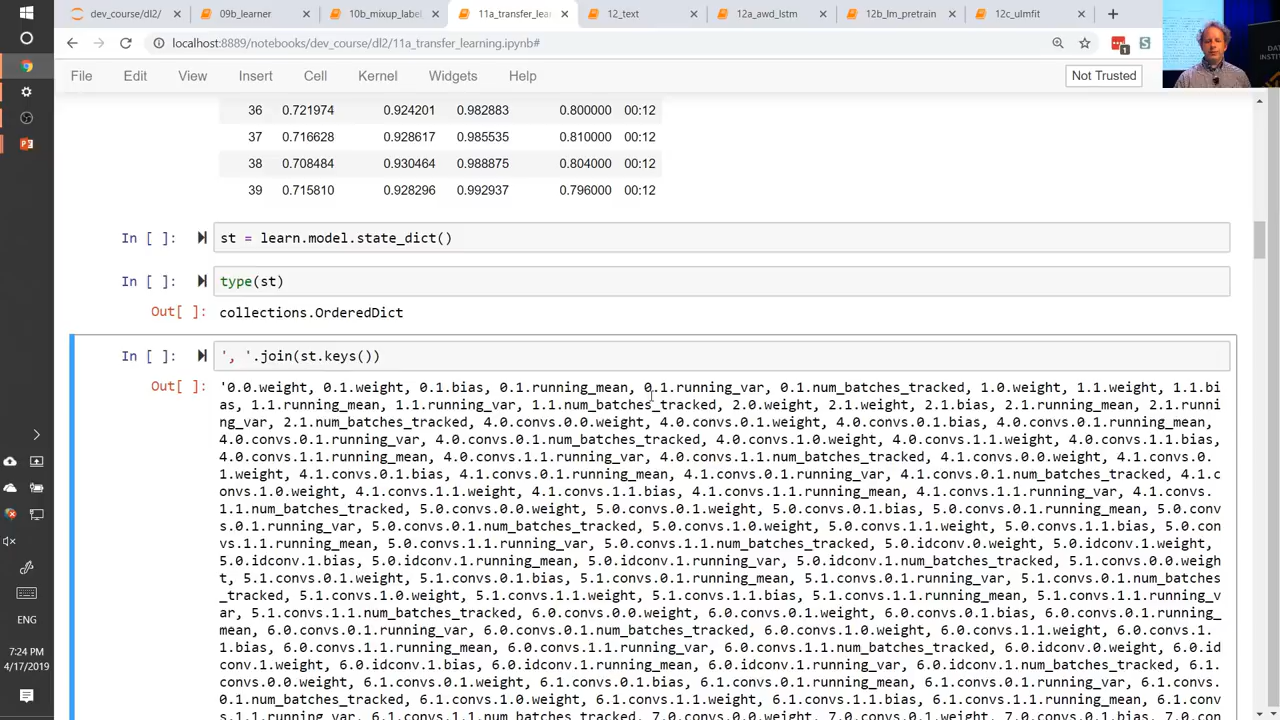 dev_course/dl2/
09b_learner
10b_mixup_label
1a_transfer_lea
12_text
2a_awd_lstm
12b_lm_pretrain
12c_ulmfit
localhost:8889/notel
File Edit View Insert Cell Kernel Widgets Help
Not Trusted
36 0.721974 0.924201 0.982883 0.800000 00:12
37 0.716628 0.928617 0.985535 0.810000 00:12
38 0.708484 0.930464 0.988875 0.804000 00:12
39 0.715810 0.928296 0.992937 0.796000 00:12
In [ ]: st = learn.model.state_dict()
In [ ]: type(st)
Out[ ]: collections.OrderedDict
In [ ]: ', '.join(st.keys())
Out[ ]: '0.0.weight, 0.1.weight, 0.1.bias, 0.1.running_mean, 0.1.running_var, 0.1.num_batches_tracked, 1.0.weight, 1.1.weight, 1.1.bi
as, 1.1.running_mean, 1.1.running_var, 1.1.num_batches_tracked, 2.0.weight, 2.1.weight, 2.1.bias, 2.1.running_mean, 2.1.runni
ng_var, 2.1.num_batches_tracked, 4.0.convs.0.0.weight, 4.0.convs.0.1.weight, 4.0.convs.0.1.bias, 4.0.convs.0.1.running_mean,
4.0.convs.0.1.running_var, 4.0.convs.0.1.num_batches_tracked, 4.0.convs.1.0.weight, 4.0.convs.1.1.weight, 4.0.convs.1.1.bias,
4.0.convs.1.1.running_mean, 4.0.convs.1.1.running_var, 4.0.convs.1.1.num_batches_tracked, 4.1.convs.0.0.weight, 4.1.convs.0.
1.weight, 4.1.convs.0.1.bias, 4.1.convs.0.1.running_mean, 4.1.convs.0.1.running_var, 4.1.convs.0.1.num_batches_tracked, 4.1.c
onvs.1.0.weight, 4.1.convs.1.1.weight, 4.1.convs.1.1.bias, 4.1.convs.1.1.running_mean, 4.1.convs.1.1.running_var, 4.1.convs.
1.1.num_batches_tracked, 5.0.convs.0.0.weight, 5.0.convs.0.1.weight, 5.0.convs.0.1.bias, 5.0.convs.0.1.running_mean, 5.0.con
vs.0.1.running_var, 5.0.convs.0.1.num_batches_tracked, 5.0.convs.1.0.weight, 5.0.convs.1.1.weight, 5.0.convs.1.1.bias, 5.0.co
nvs.1.1.running_mean, 5.0.convs.1.1.running_var, 5.0.convs.1.1.num_batches_tracked, 5.0.idconv.0.weight, 5.0.idconv.1.weight,
5.0.idconv.1.bias, 5.0.idconv.1.running_mean, 5.0.idconv.1.running_var, 5.0.idconv.1.num_batches_tracked, 5.1.convs.0.0.weigh
t, 5.1.convs.0.1.weight, 5.1.convs.0.1.bias, 5.1.convs.0.1.running_mean, 5.1.convs.0.1.running_var, 5.1.convs.0.1.num_batches
_tracked, 5.1.convs.1.0.weight, 5.1.convs.1.1.weight, 5.1.convs.1.1.bias, 5.1.convs.1.1.running_mean, 5.1.convs.1.1.running_v
ar, 5.1.convs.1.1.num_batches_tracked, 6.0.convs.0.0.weight, 6.0.convs.0.1.weight, 6.0.convs.0.1.bias, 6.0.convs.0.1.running_
mean, 6.0.convs.0.1.running_var, 6.0.convs.0.1.num_batches_tracked, 6.0.convs.1.0.weight, 6.0.convs.1.1.weight, 6.0.convs.1.
1.bias, 6.0.convs.1.1.running_mean, 6.0.convs.1.1.running_var, 6.0.convs.1.1.num_batches_tracked, 6.0.idconv.0.weight, 6.0.id
conv.1.weight, 6.0.idconv.1.bias, 6.0.idconv.1.running_mean, 6.0.idconv.1.running_var, 6.0.idconv.1.num_batches_tracked, 6.1.
convs.0.0.weight, 6.1.convs.0.1.weight, 6.1.convs.0.1.bias, 6.1.convs.0.1.running_mean, 6.1.convs.0.1.running_var, 6.1.convs.
0.1.num_batches_tracked, 6.1.convs.1.0.weight, 6.1.convs.1.1.weight, 6.1.convs.1.1.bias, 6.1.convs.1.1.running_mean, 6.1.conv
ENG
7:24 PM
4/17/2019